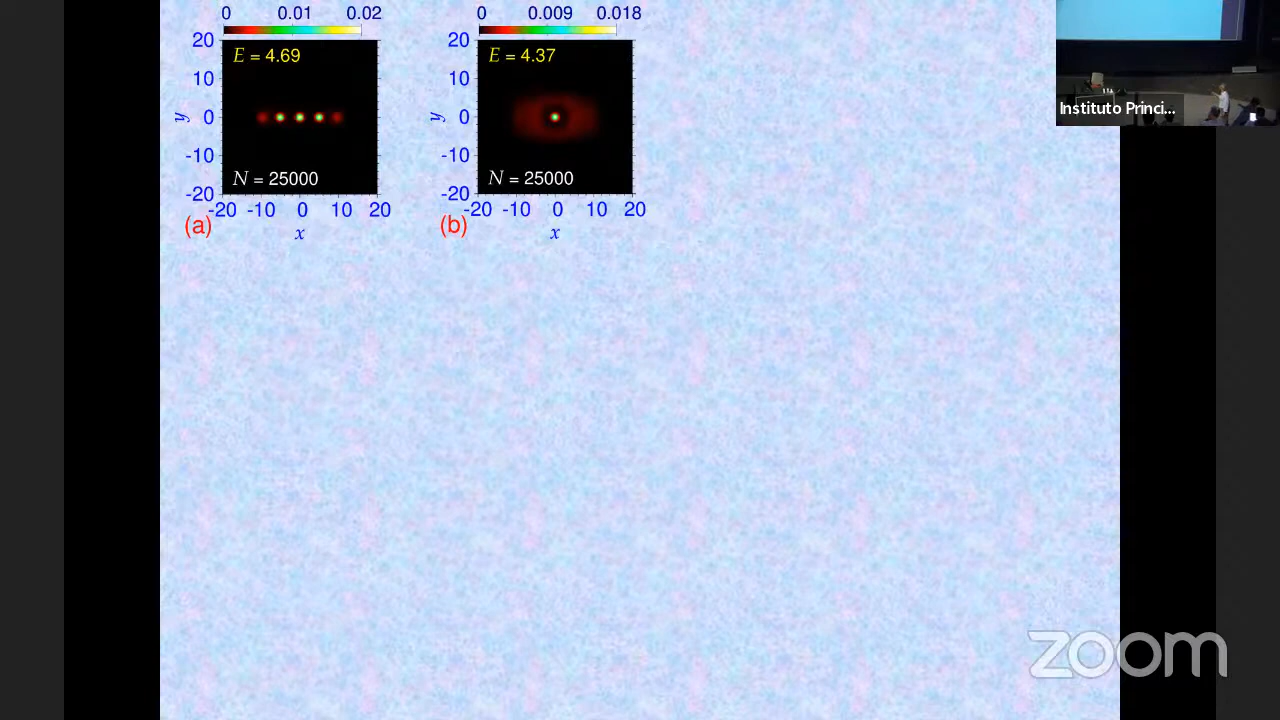 0 0.01 0.02
20
10
0
-10
-20
y
E = 4.69
N = 25000
-20 -10 0 10 20
x
(a)
0 0.009 0.018
20
10
0
-10
-20
y
E = 4.37
N = 25000
-20 -10 0 10 20
x
(b)
Instituto Princi...
zoom